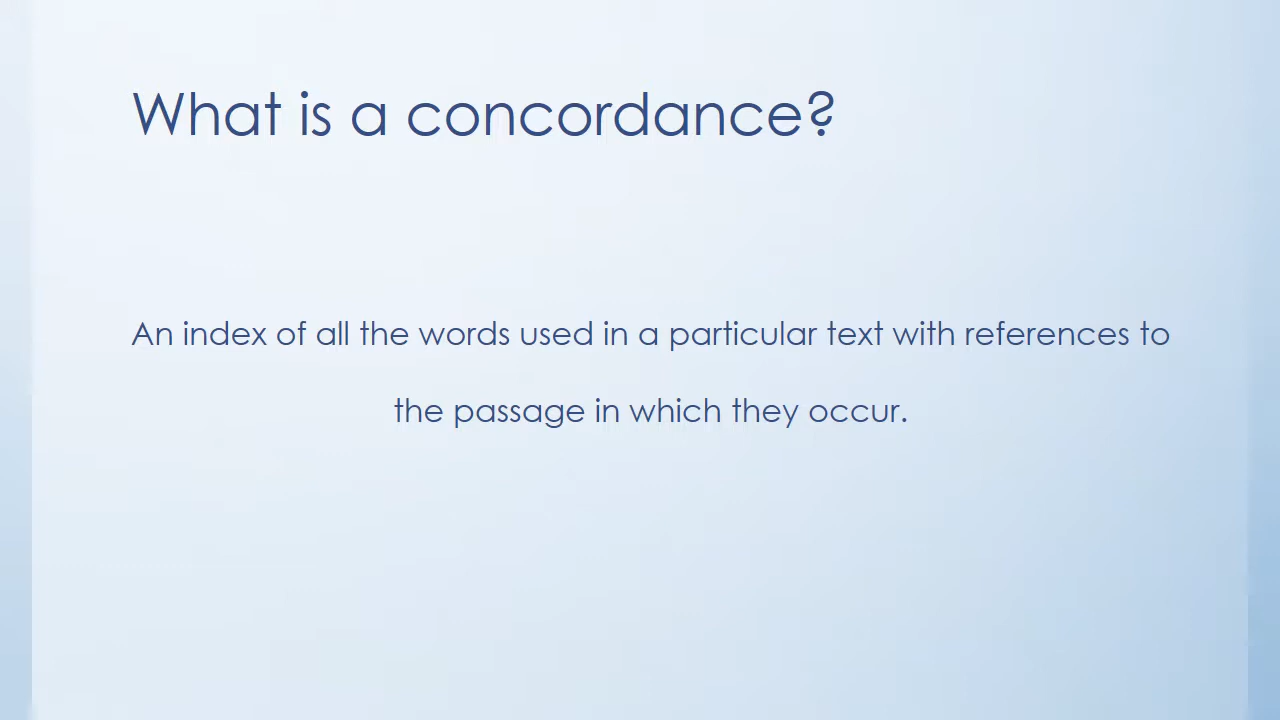 What is a concordance?
An index of all the words used in a particular text with references to
the passage in which they occur.